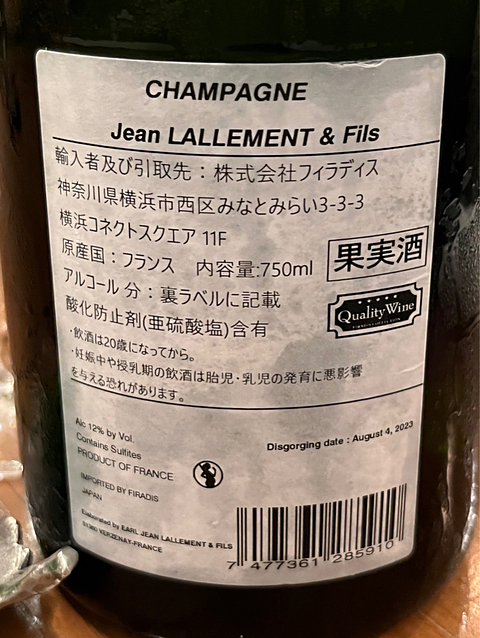 CHAMPAGNE
Jean LALLEMENT & Fils
輸入者及び引取先：株式会社フィラディス
神奈川県横浜市西区みなとみらい3-3-3
横浜コネクトスクエア 11F
原産国：フランス 内容量:750ml
果実酒
アルコール 分：裏ラベルに記載
酸化防止剤(亜硫酸塩)含有
Quality Wine
・飲酒は20歳になってから。
・妊娠中や授乳期の飲酒は胎児・乳児の発育に悪影響
を与える恐れがあります。
Alc 12% by Vol.
Contains Sulfites
PRODUCT OF FRANCE
Disgorging date : August 4, 2023
IMPORTED BY FIRADIS
JAPAN
Elaborated by EARL JEAN LALLEMENT & FILS
51360 VERZENAY-FRANCE
7 477361 285910